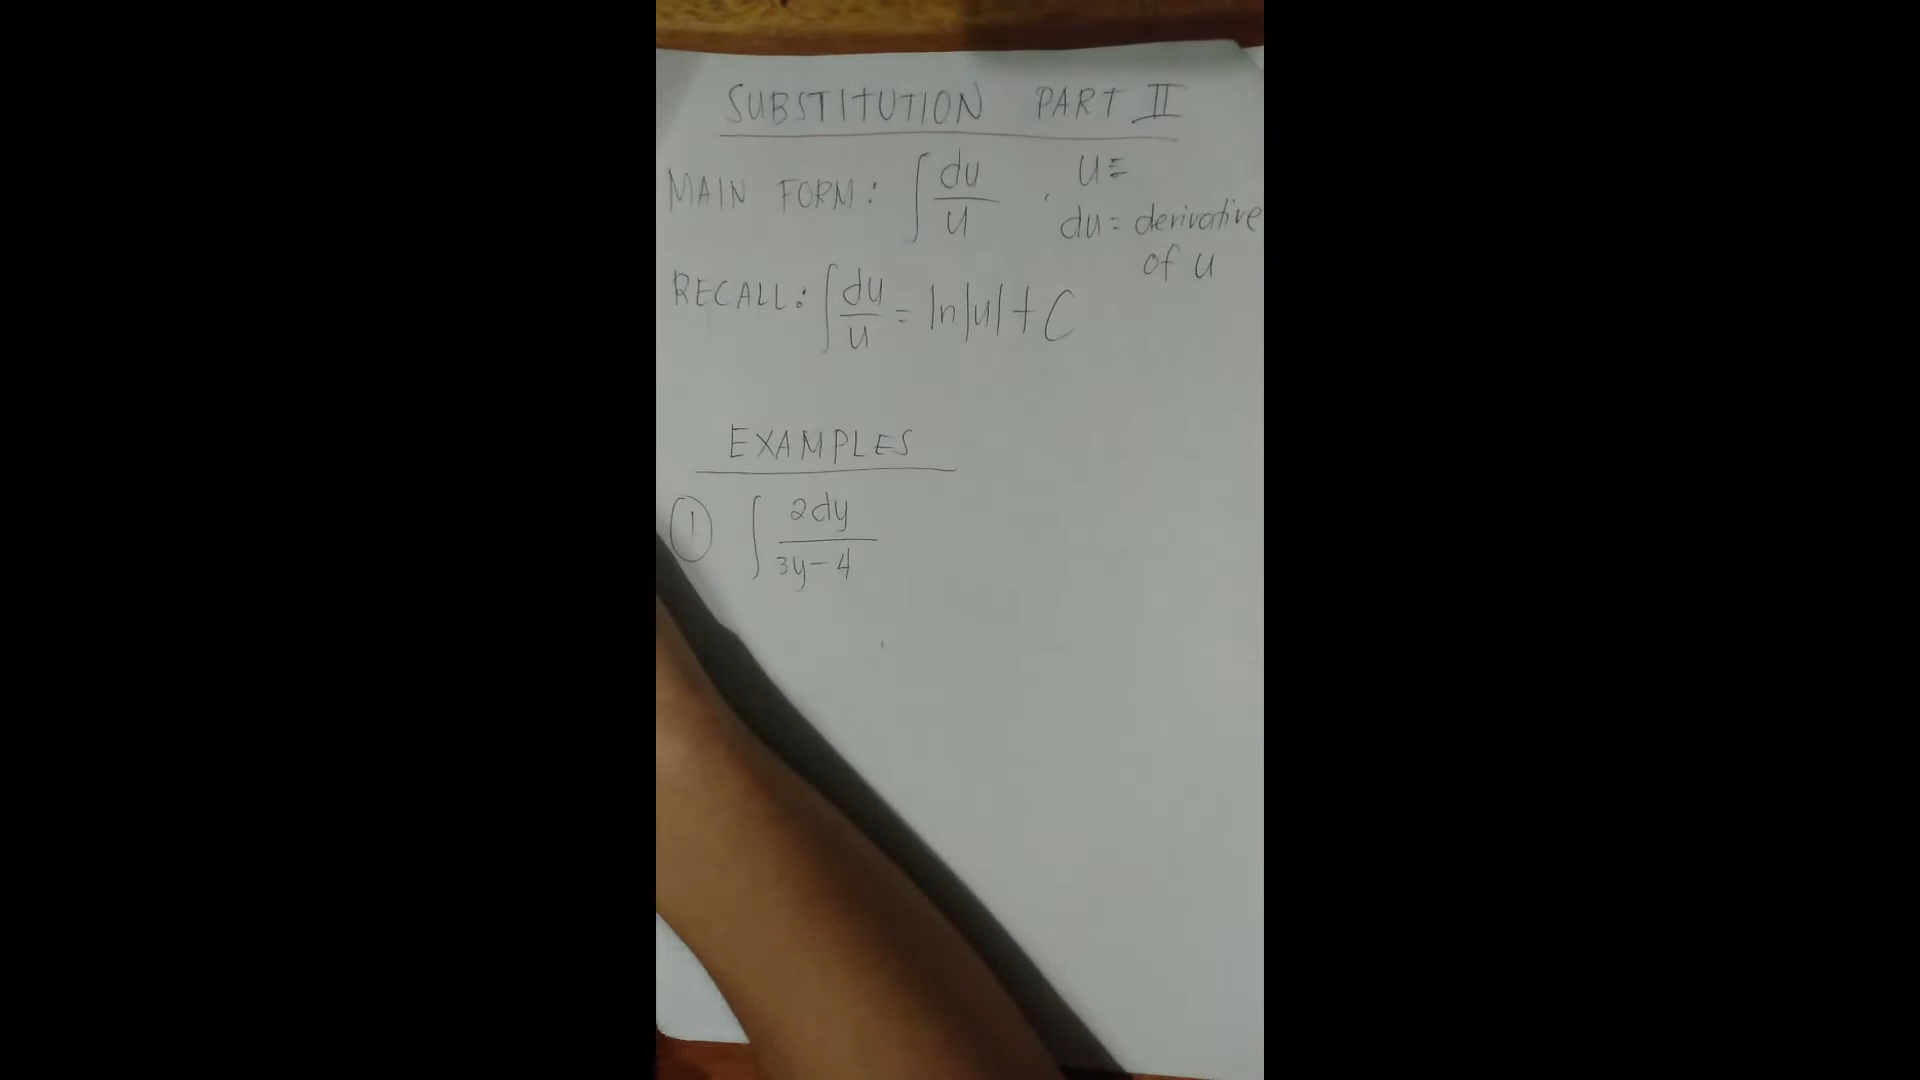 SUBSTITUTION PART II
MAIN FORM: ∫ du/u
u =
du = derivative
of u
RECALL: ∫ du/u = ln|u| + C
EXAMPLES
1 ∫ 2dy/3y-4